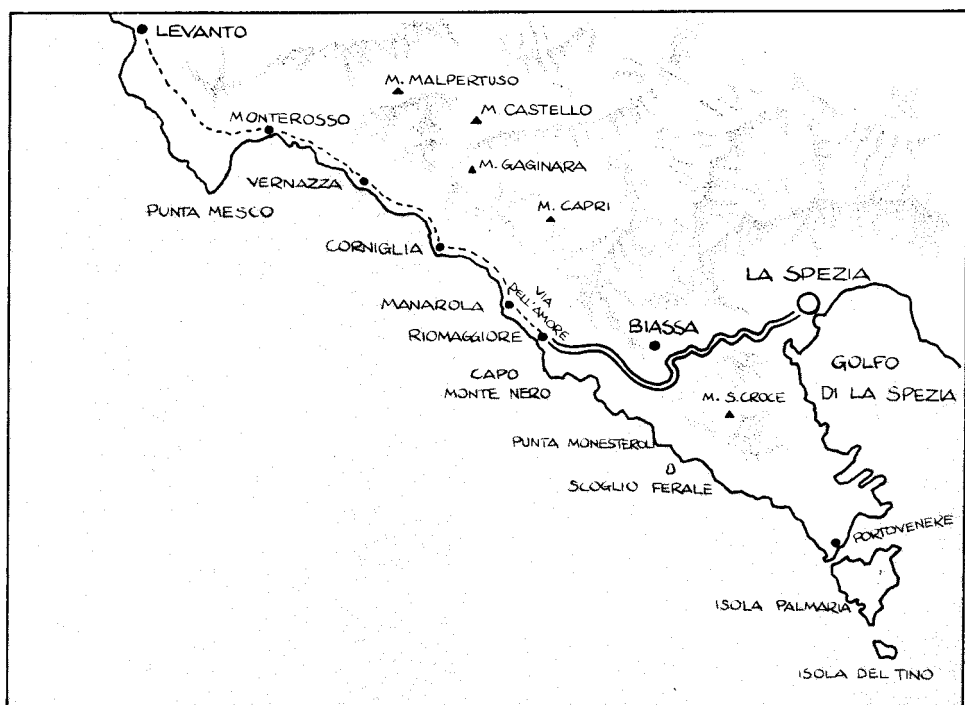 LEVANTO
M. MALPERTUSO
M. CASTELLO
MONTEROSSO
M. GAGINARA
VERNAZZA
PUNTA MESCO
M. CAPRI
CORNIGLIA
LA SPEZIA
VIA
DELL'AMORE
MANAROLA
BIASSA
RIOMAGGIORE
GOLFO
DI LA SPEZIA
CAPO
MONTE NERO
M. S. CROCE
PUNTA MONESTEROLI
SCOGLIO FERALE
PORTOVENERE
ISOLA PALMARIA
ISOLA DEL TINO